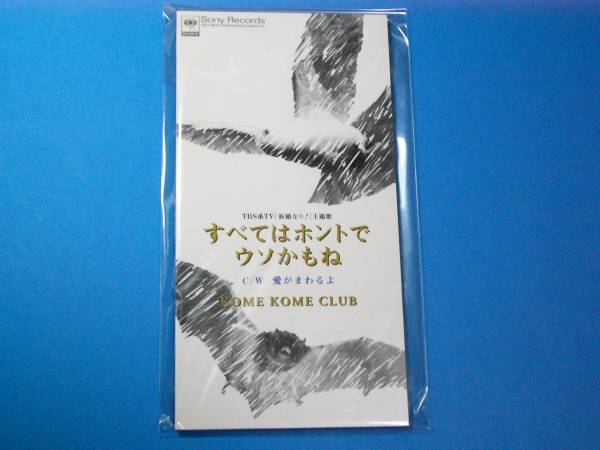 Sony Records
SONY
TBS系TV「新婚なり!」主題歌
すべてはホントで
ウソかもね
C/W 愛がまわるよ
KOME KOME CLUB